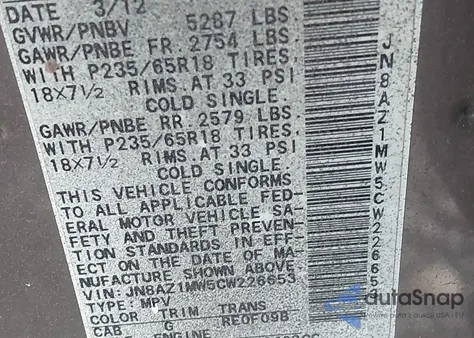 DATE 3/12
GVWR/PNBV 5287 LBS.
GAWR/PNBE FR. 2754 LBS.
WITH P235/65R18 TIRES,
18X7½ RIMS.AT 33 PSI
COLD SINGLE.
GAWR/PNBE RR. 2579 LBS.
WITH P235/65R18 TIRES,
18X7½ RIMS.AT 33 PSI
COLD SINGLE.
THIS VEHICLE CONFORMS
TO ALL APPLICABLE FED-
ERAL MOTOR VEHICLE SA-
FETY AND THEFT PREVEN-
TION STANDARDS IN EFF-
ECT ON THE DATE OF MA-
NUFACTURE SHOWN ABOVE.
VIN: JN8AZ1MW5CW226653
TYPE: MPV
COLOR TRIM TRANS
CAB G RE0F09B
ENGINE
JN8AZ1MW5CW226653
dutaSnap